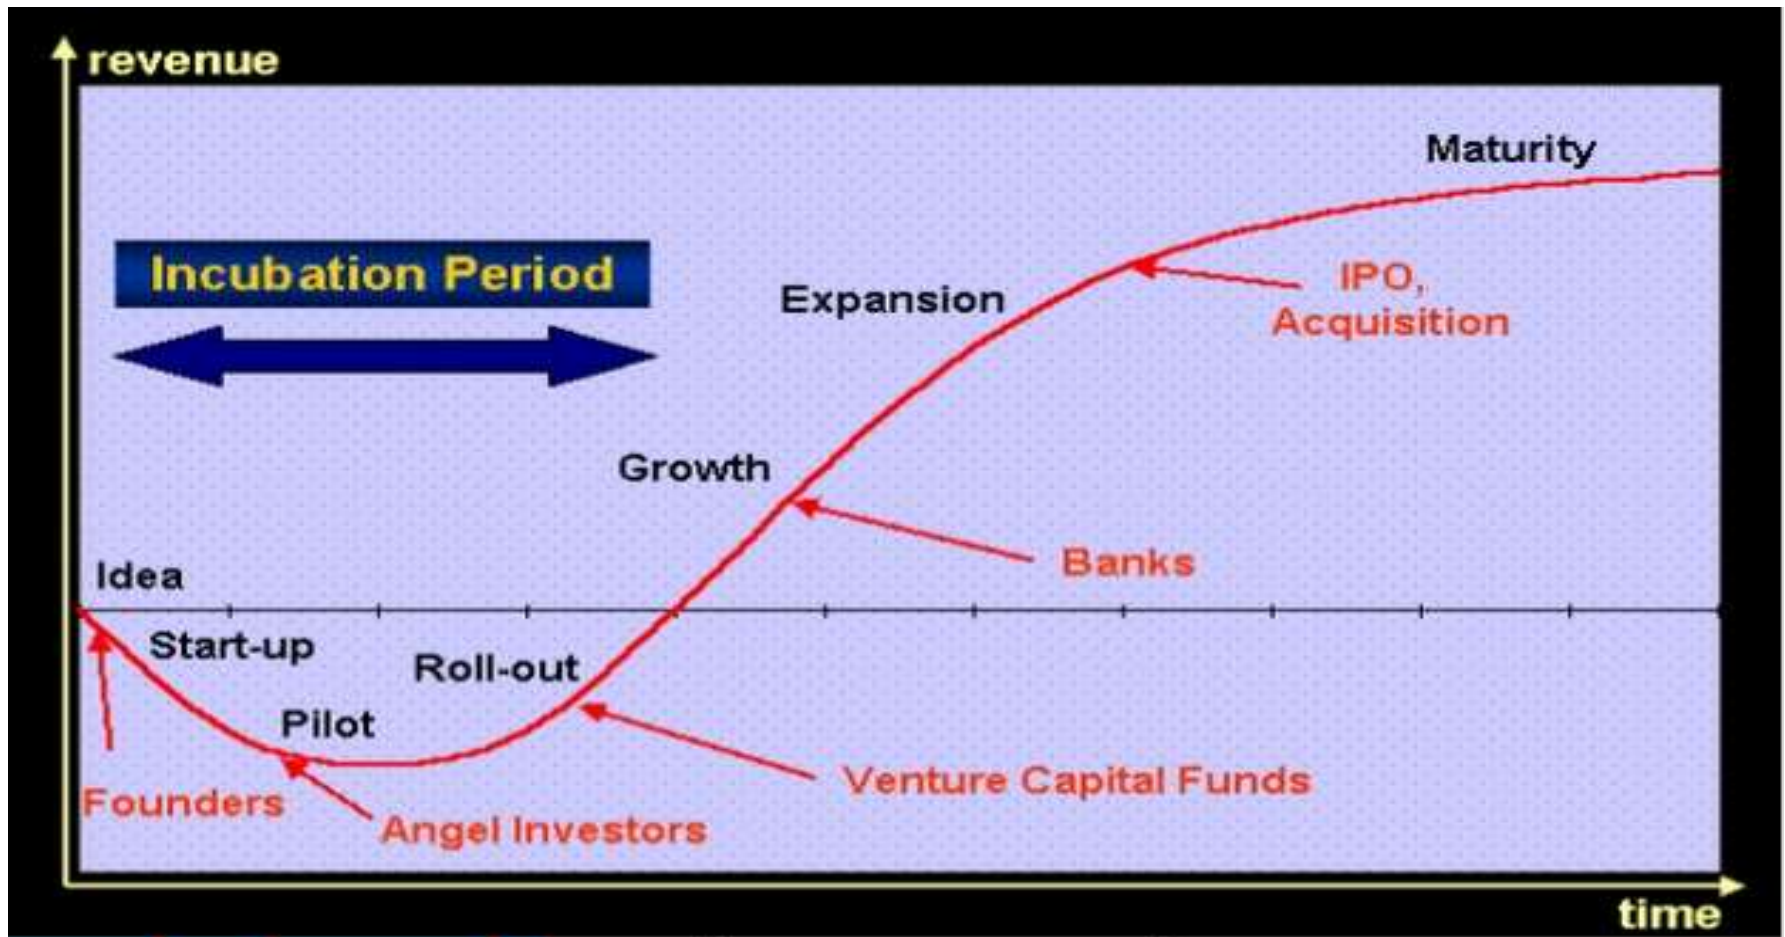 revenue
Maturity
Incubation Period
IPO,
Expansion
Acquisition
Growth
Banks
Idea
Start-up
Roll-out
Pilot
Venture Capital Funds
Founders
Angel Investors
time